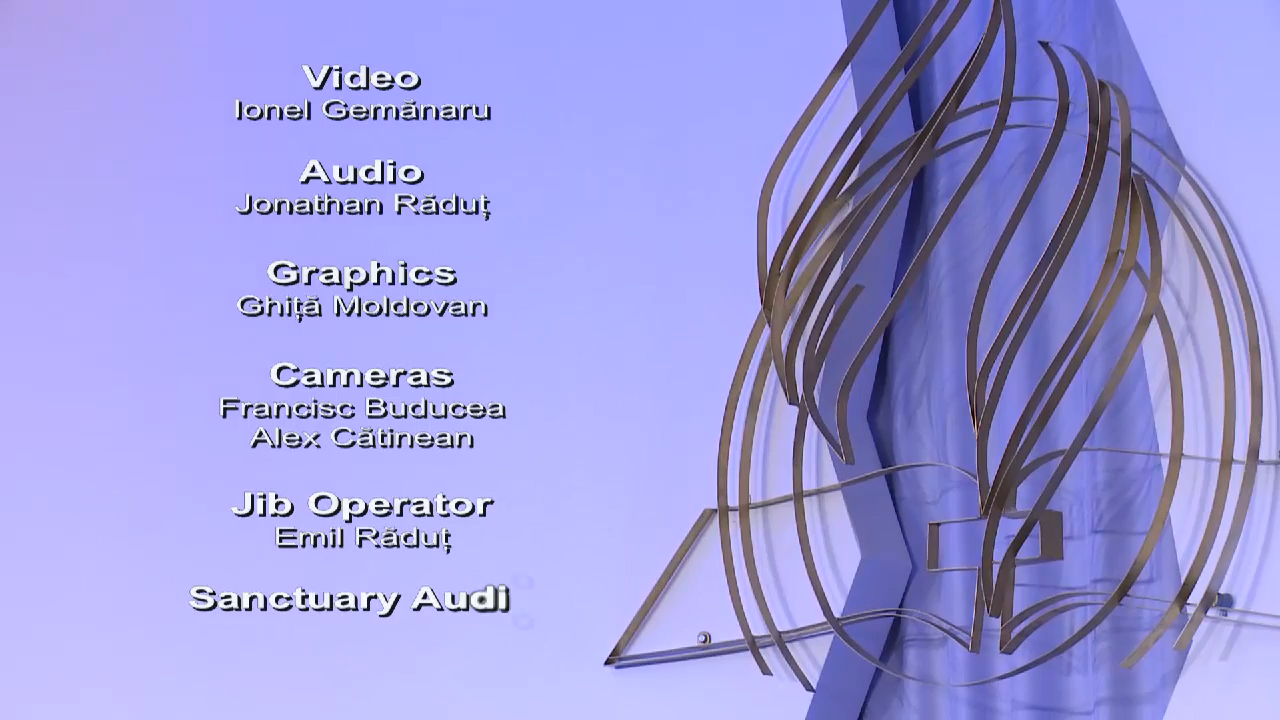 Video
Ionel Gemănaru
Audio
Jonathan Răduț
Graphics
Ghiță Moldovan
Cameras
Francisc Buducea
Alex Cătinean
Jib Operator
Emil Răduț
Sanctuary Audi